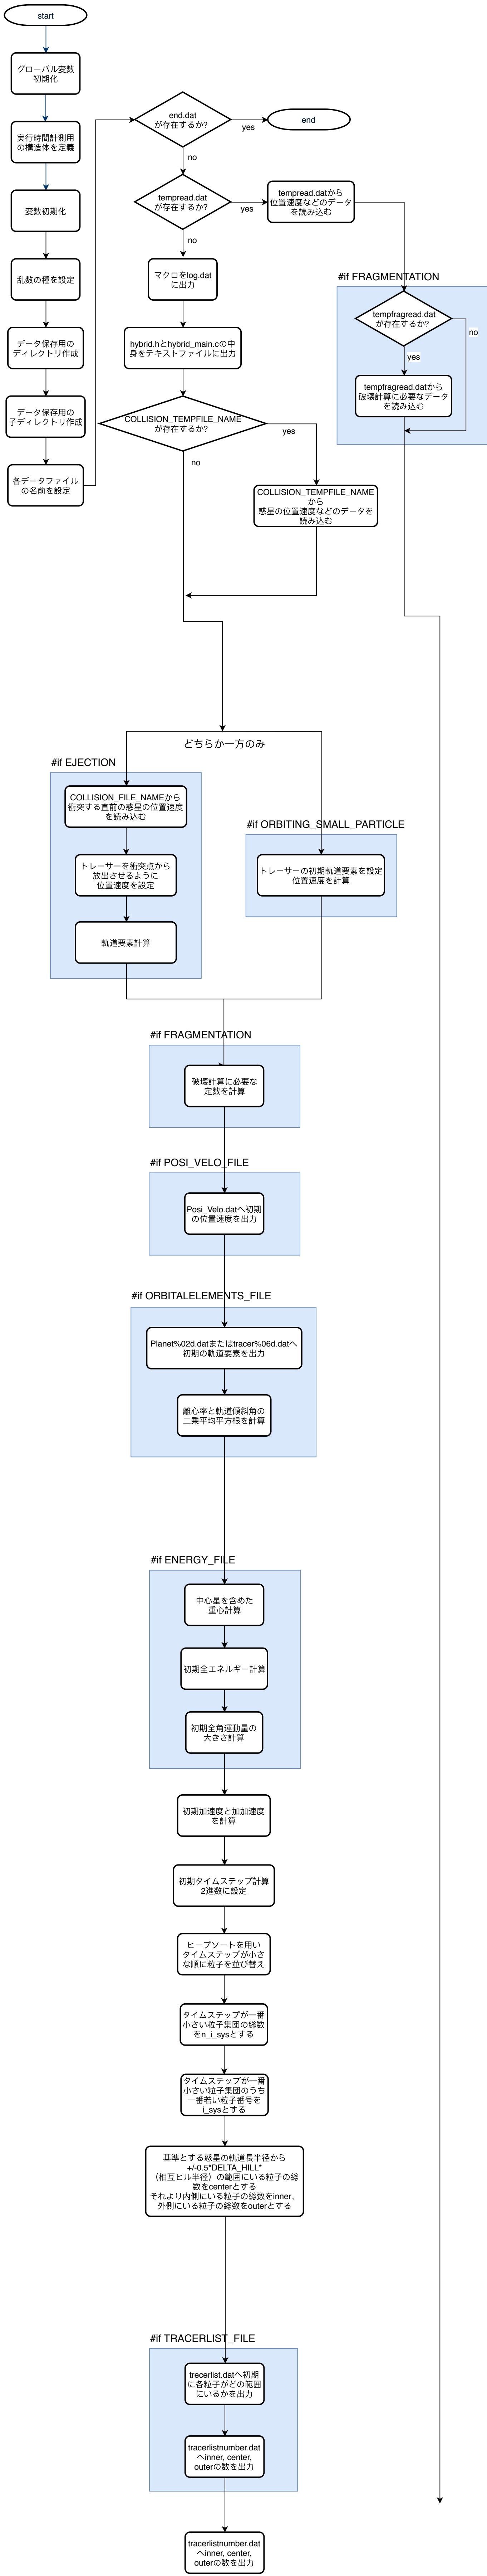 start
グローバル変数
初期化
実行時間計測用
の構造体を定義
変数初期化
乱数の種を設定
データ保存用の
ディレクトリ作成
データ保存用の
子ディレクトリ作成
各データファイル
の名前を設定
end.dat
が存在するか?
yes
end
no
tempread.dat
が存在するか?
yes
tempread.datから
位置速度などのデータ
を読み込む
no
マクロをlog.dat
に出力
hybrid.hとhybrid_main.cの中
身をテキストファイルに出力
COLLISION_TEMPFILE_NAME
が存在するか?
yes
no
COLLISION_TEMPFILE_NAME
から
惑星の位置速度などのデータを
読み込む
#if FRAGMENTATION
tempfragread.dat
が存在するか?
no
yes
tempfragread.datから
破壊計算に必要なデータ
を読み込む
どちらか一方のみ
#if EJECTION
COLLISION_FILE_NAMEから
衝突する直前の惑星の位置速度
を読み込む
トレーサーを衝突点から
放出させるように
位置速度を設定
軌道要素計算
#if ORBITING_SMALL_PARTICLE
トレーサーの初期軌道要素を設定
位置速度を計算
#if FRAGMENTATION
破壊計算に必要な
定数を計算
#if POSI_VELO_FILE
Posi_Velo.datへ初期
の位置速度を出力
#if ORBITALELEMENTS_FILE
Planet%02d.datまたはtracer%06d.datへ
初期の軌道要素を出力
離心率と軌道傾斜角の
二乗平均平方根を計算
#if ENERGY_FILE
中心星を含めた
重心計算
初期全エネルギー計算
初期全角運動量の
大きさ計算
初期加速度と加加速度
を計算
初期タイムステップ計算
2進数に設定
ヒープソートを用い
タイムステップが小さ
な順に粒子を並び替え
タイムステップが一番
小さい粒子集団の総数
をn_i_sysとする
タイムステップが一番
小さい粒子集団のうち
一番若い粒子番号を
i_sysとする
基準とする惑星の軌道長半径から
+/-0.5*DELTA_HILL*
（相互ヒル半径）の範囲にいる粒子の総
数をcenterとする
それより内側にいる粒子の総数をinner、
外側にいる粒子の総数をouterとする
#if TRACERLIST_FILE
trecerlist.datへ初期
に各粒子がどの範囲
にいるかを出力
tracerlistnumber.dat
へinner, center,
outerの数を出力
tracerlistnumber.dat
へinner, center,
outerの数を出力